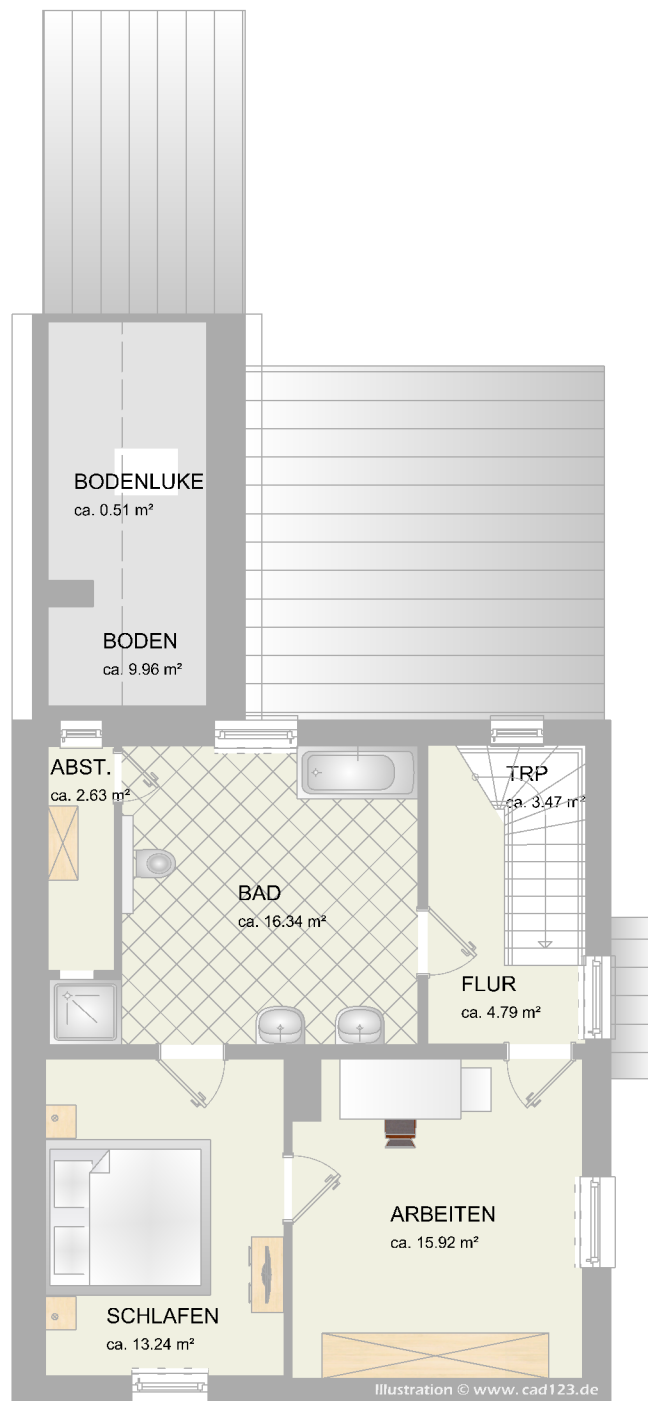 BODENLUKE
ca. 0.51 m²
BODEN
ca. 9.96 m²
ABST.
ca. 2.63 m²
TRP
ca. 3.47 m²
BAD
ca. 16.34 m²
FLUR
ca. 4.79 m²
ARBEITEN
ca. 15.92 m²
SCHLAFEN
ca. 13.24 m²
Illustration © www.cad123.de